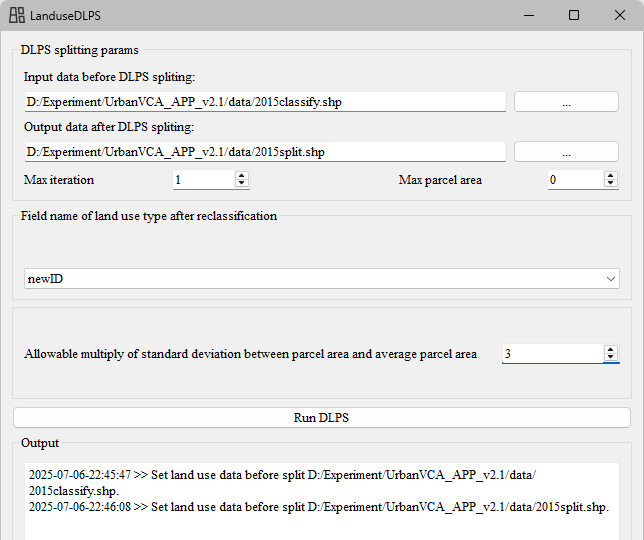 LanduseDLPS
DLPS splitting params
Input data before DLPS spliting:
D:/Experiment/UrbanVCA_APP_v2.1/data/2015classify.shp
...
Output data after DLPS spliting:
D:/Experiment/UrbanVCA_APP_v2.1/data/2015split.shp
...
Max iteration 1 Max parcel area 0
Field name of land use type after reclassification
newID
Allowable multiply of standard deviation between parcel area and average parcel area 3
Run DLPS
Output
2025-07-06-22:45:47 >> Set land use data before split D:/Experiment/UrbanVCA_APP_v2.1/data/
2015classify.shp.
2025-07-06-22:46:08 >> Set land use data before split D:/Experiment/UrbanVCA_APP_v2.1/data/2015split.shp.